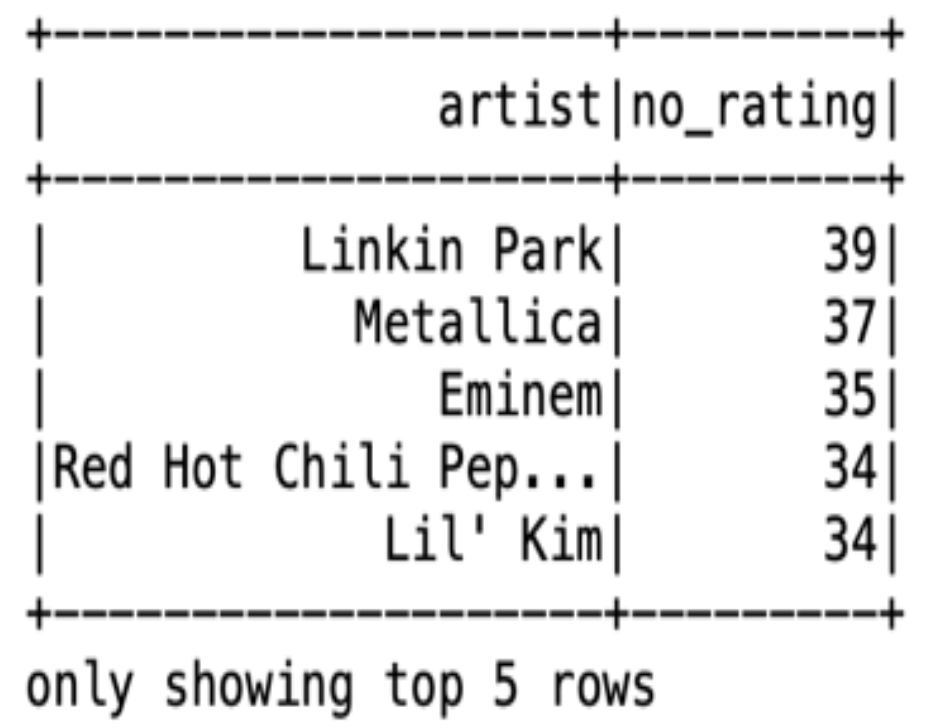 +--------------------+---------+
|              artist|no_rating|
+--------------------+---------+
|         Linkin Park|       39|
|           Metallica|       37|
|              Eminem|       35|
|Red Hot Chili Pep...|       34|
|            Lil' Kim|       34|
+--------------------+---------+
only showing top 5 rows